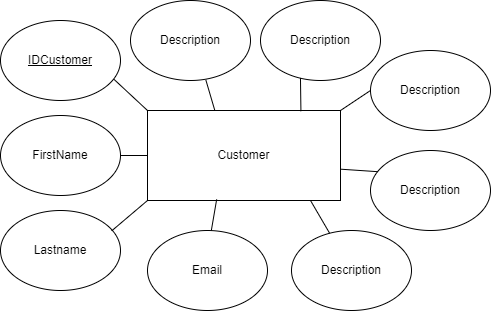 Description
Description
IDCustomer
Description
FirstName
Customer
Description
Lastname
Email
Description